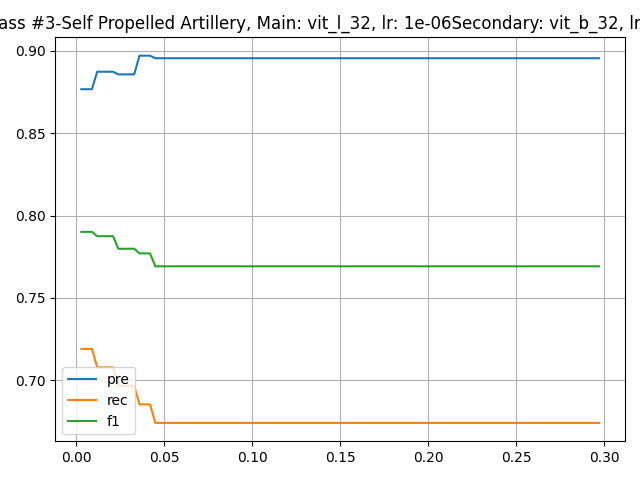 ass #3-Self Propelled Artillery, Main: vit_l_32, lr: 1e-06Secondary: vit_b_32, lr
0.90
0.85
0.80
0.75
0.70
pre
rec
f1
0.00 0.05 0.10 0.15 0.20 0.25 0.30